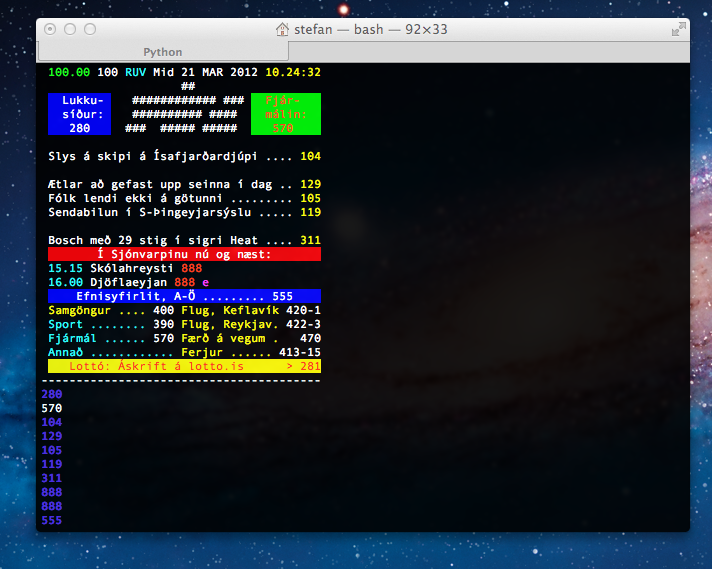 stefan — bash — 92×33
Python
100.00 100 RUV Mid 21 MAR 2012 10.24:32
##
Lukku- ############ ### Fjár-
síður: ########## #### málin:
280 ### ##### ##### 570
Slys á skipi á Ísafjarðardjúpi .... 104
Ætlar að gefast upp seinna í dag .. 129
Fólk lendi ekki á götunni ......... 105
Sendabilun í S-Þingeyjarsýslu ..... 119
Bosch með 29 stig í sigri Heat .... 311
Í Sjónvarpinu nú og næst:
15.15 Skólahreysti 888
16.00 Djöflaeyjan 888 e
Efnisyfirlit, A-Ö ......... 555
Samgöngur .... 400 Flug, Keflavík 420-1
Sport ........ 390 Flug, Reykjav. 422-3
Fjármál ...... 570 Færð á vegum . 470
Annað ............ Ferjur ...... 413-15
Lottó: Áskrift á lotto.is > 281
----------------------------------------
280
570
104
129
105
119
311
888
888
555